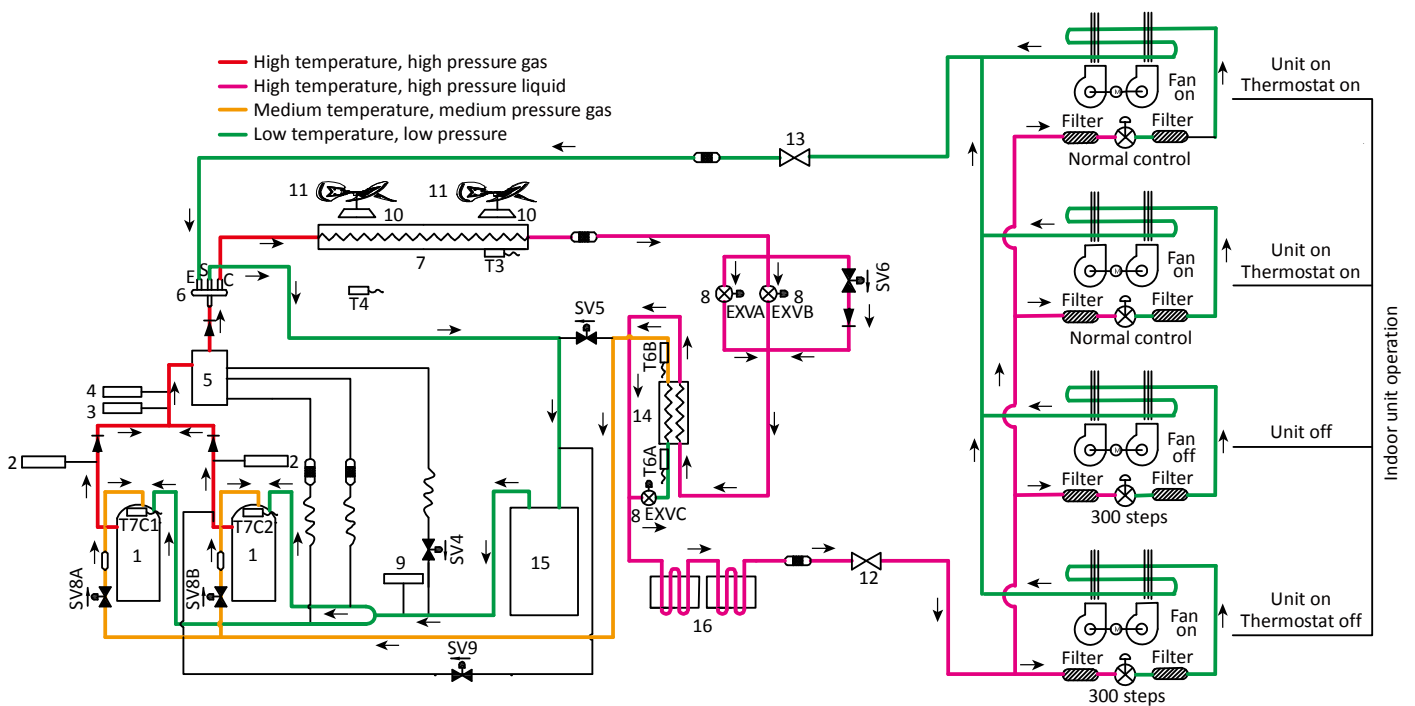 High temperature, high pressure gas
High temperature, high pressure liquid
Medium temperature, medium pressure gas
Low temperature, low pressure
13
11
11
10
10
7
T3
T4
E
S
C
6
5
4
3
2
2
T7C1
T7C2
1
1
SV8A
SV8B
SV9
SV4
9
15
SV5
T6B
14
T6A
8
EXVC
8
EXVA
8
EXVB
SV6
16
12
M
Fan
on
Filter
Filter
Normal control
Unit on
Thermostat on
M
Fan
on
Filter
Filter
Normal control
Unit on
Thermostat on
M
Fan
off
Filter
Filter
300 steps
Unit off
M
Fan
on
Filter
Filter
300 steps
Unit on
Thermostat off
Indoor unit operation